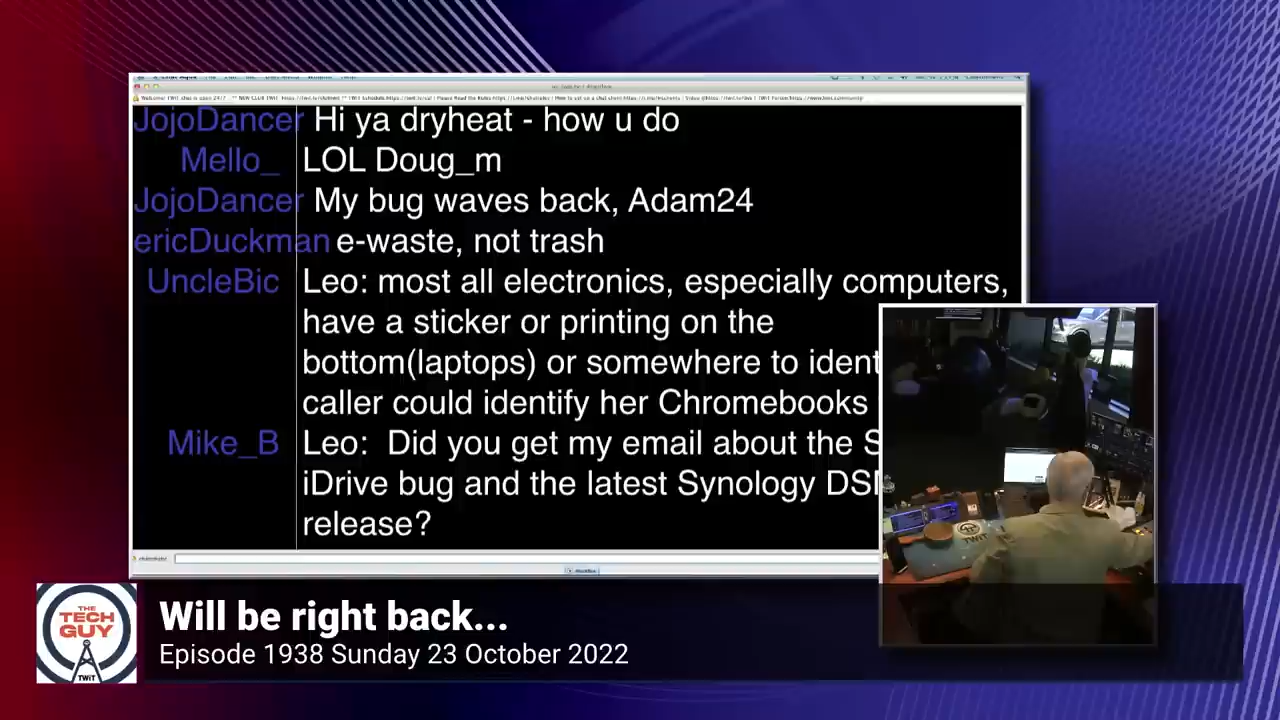 JojoDancer Hi ya dryheat - how u do
Mello_ LOL Doug_m
JojoDancer My bug waves back, Adam24
ericDuckman e-waste, not trash
UncleBic Leo: most all electronics, especially computers,
have a sticker or printing on the
bottom(laptops) or somewhere to ident
caller could identify her Chromebooks
Mike_B Leo: Did you get my email about the S
iDrive bug and the latest Synology DS
release?
THE
TECH
GUY
TWiT
Will be right back...
Episode 1938 Sunday 23 October 2022
TWiT